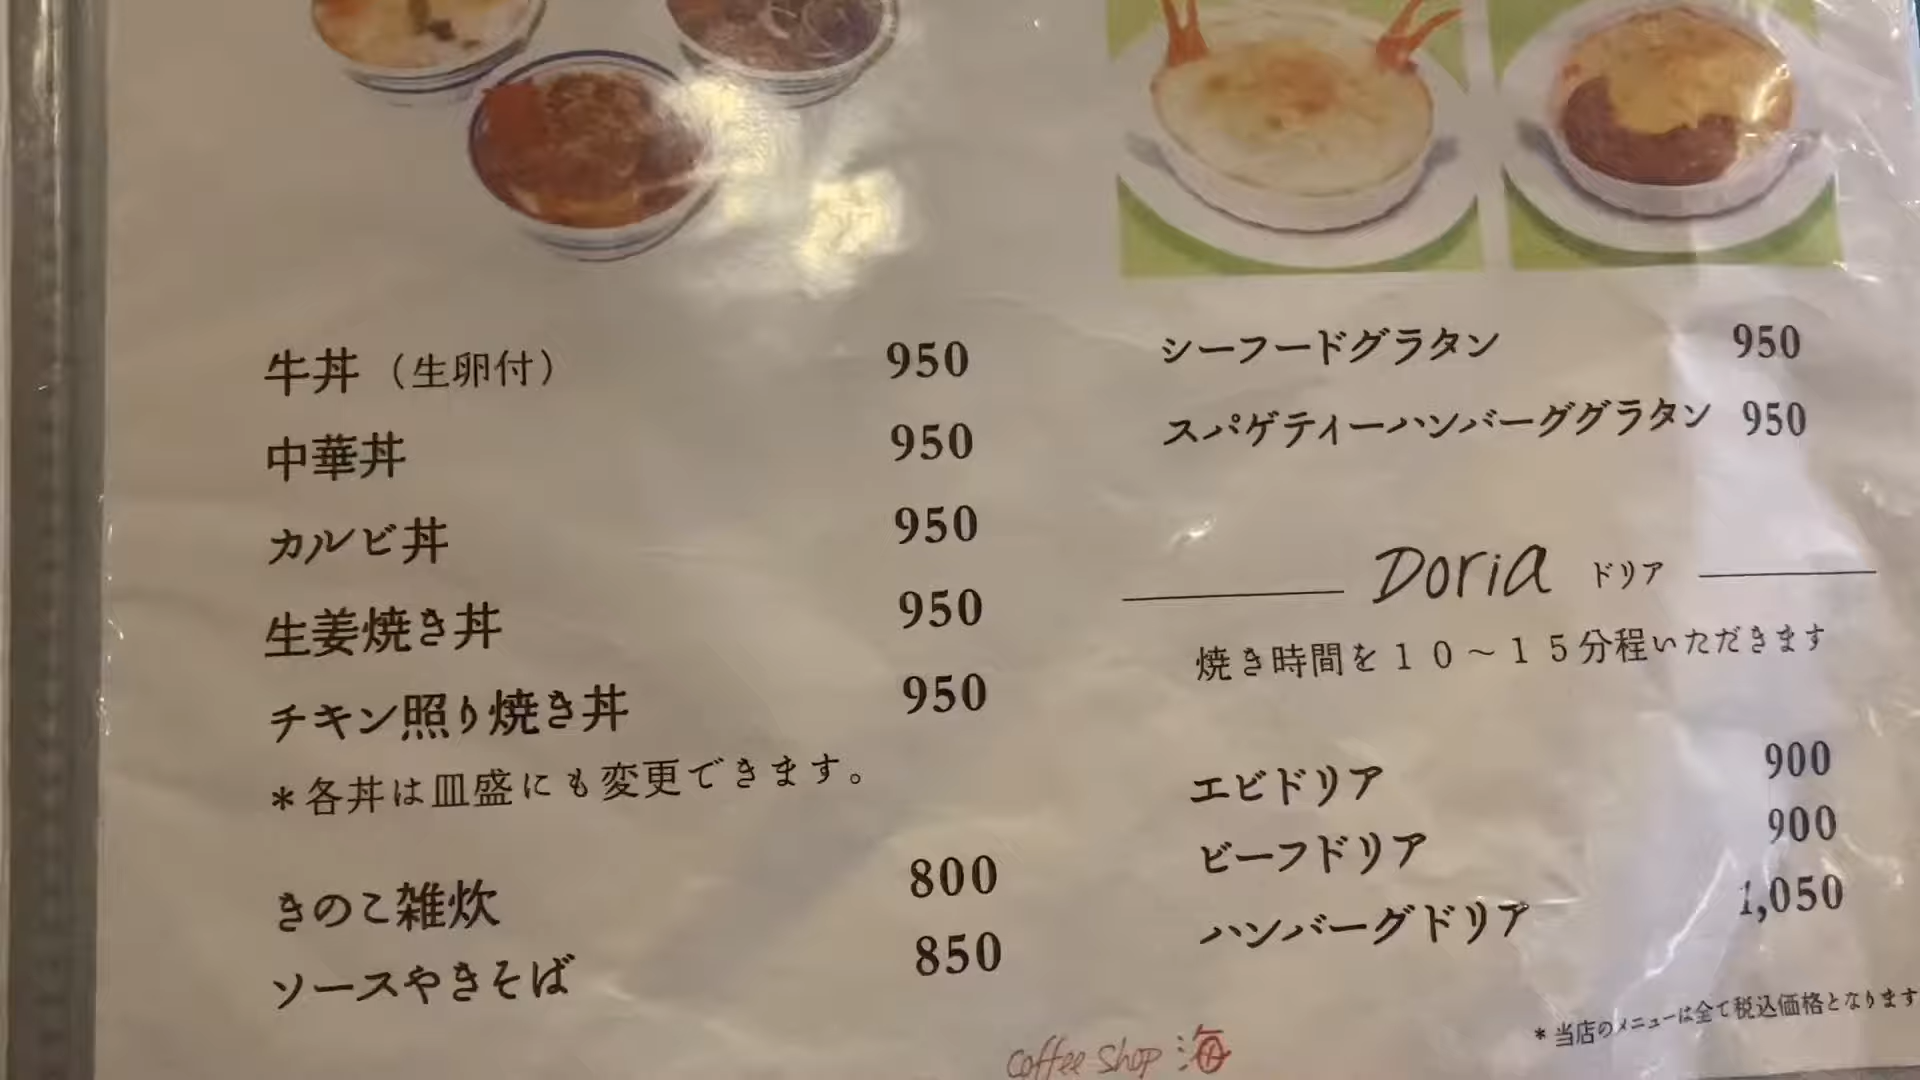 牛丼（生卵付） 950
中華丼 950
カルビ丼 950
生姜焼き丼 950
チキン照り焼き丼 950
＊各丼は皿盛にも変更できます。
きのこ雑炊 800
ソースやきそば 850
シーフードグラタン 950
スパゲティーハンバーググラタン 950
Doria ドリア
焼き時間を１０～１５分程いただきます
エビドリア 900
ビーフドリア 900
ハンバーグドリア 1,050
＊当店のメニューは全て税込価格となります
coffee shop 海